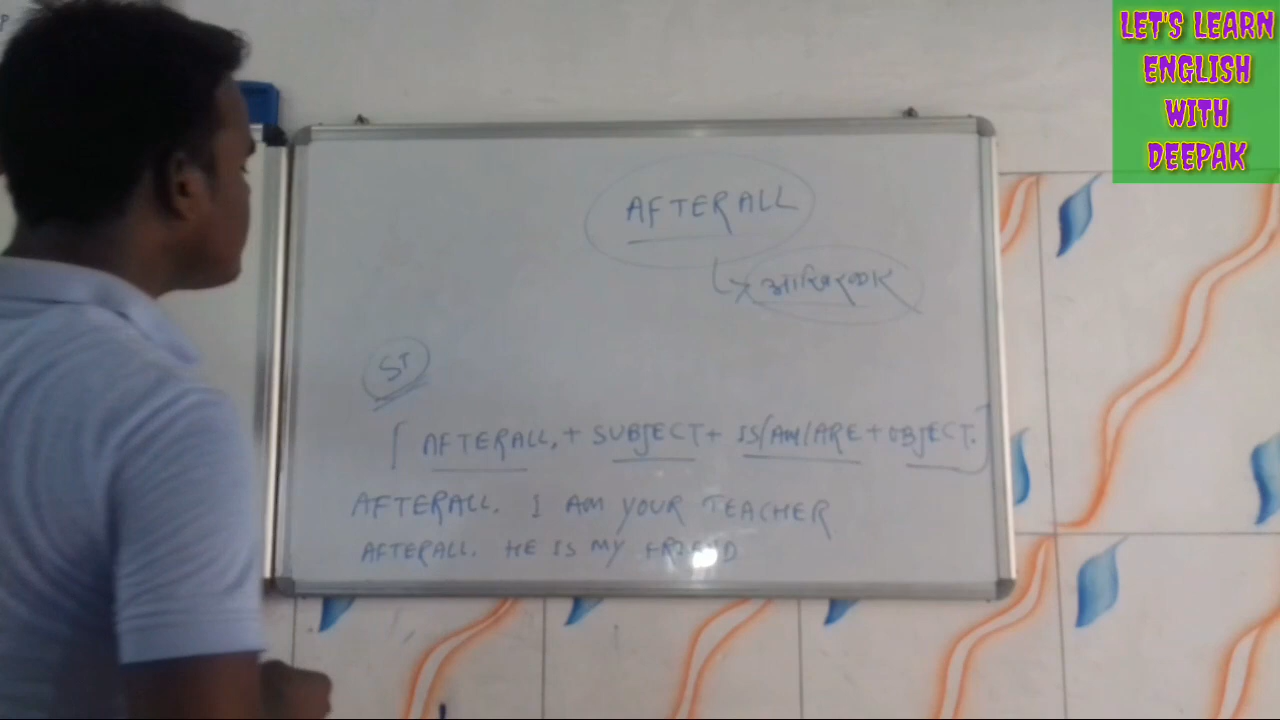 LET'S LEARN
ENGLISH
WITH
DEEPAK
AFTERALL
आखिरकार
ST
[ AFTERALL, + SUBJECT + IS/AM/ARE + OBJECT. ]
AFTERALL. I AM YOUR TEACHER
AFTERALL. HE IS MY FRIEND